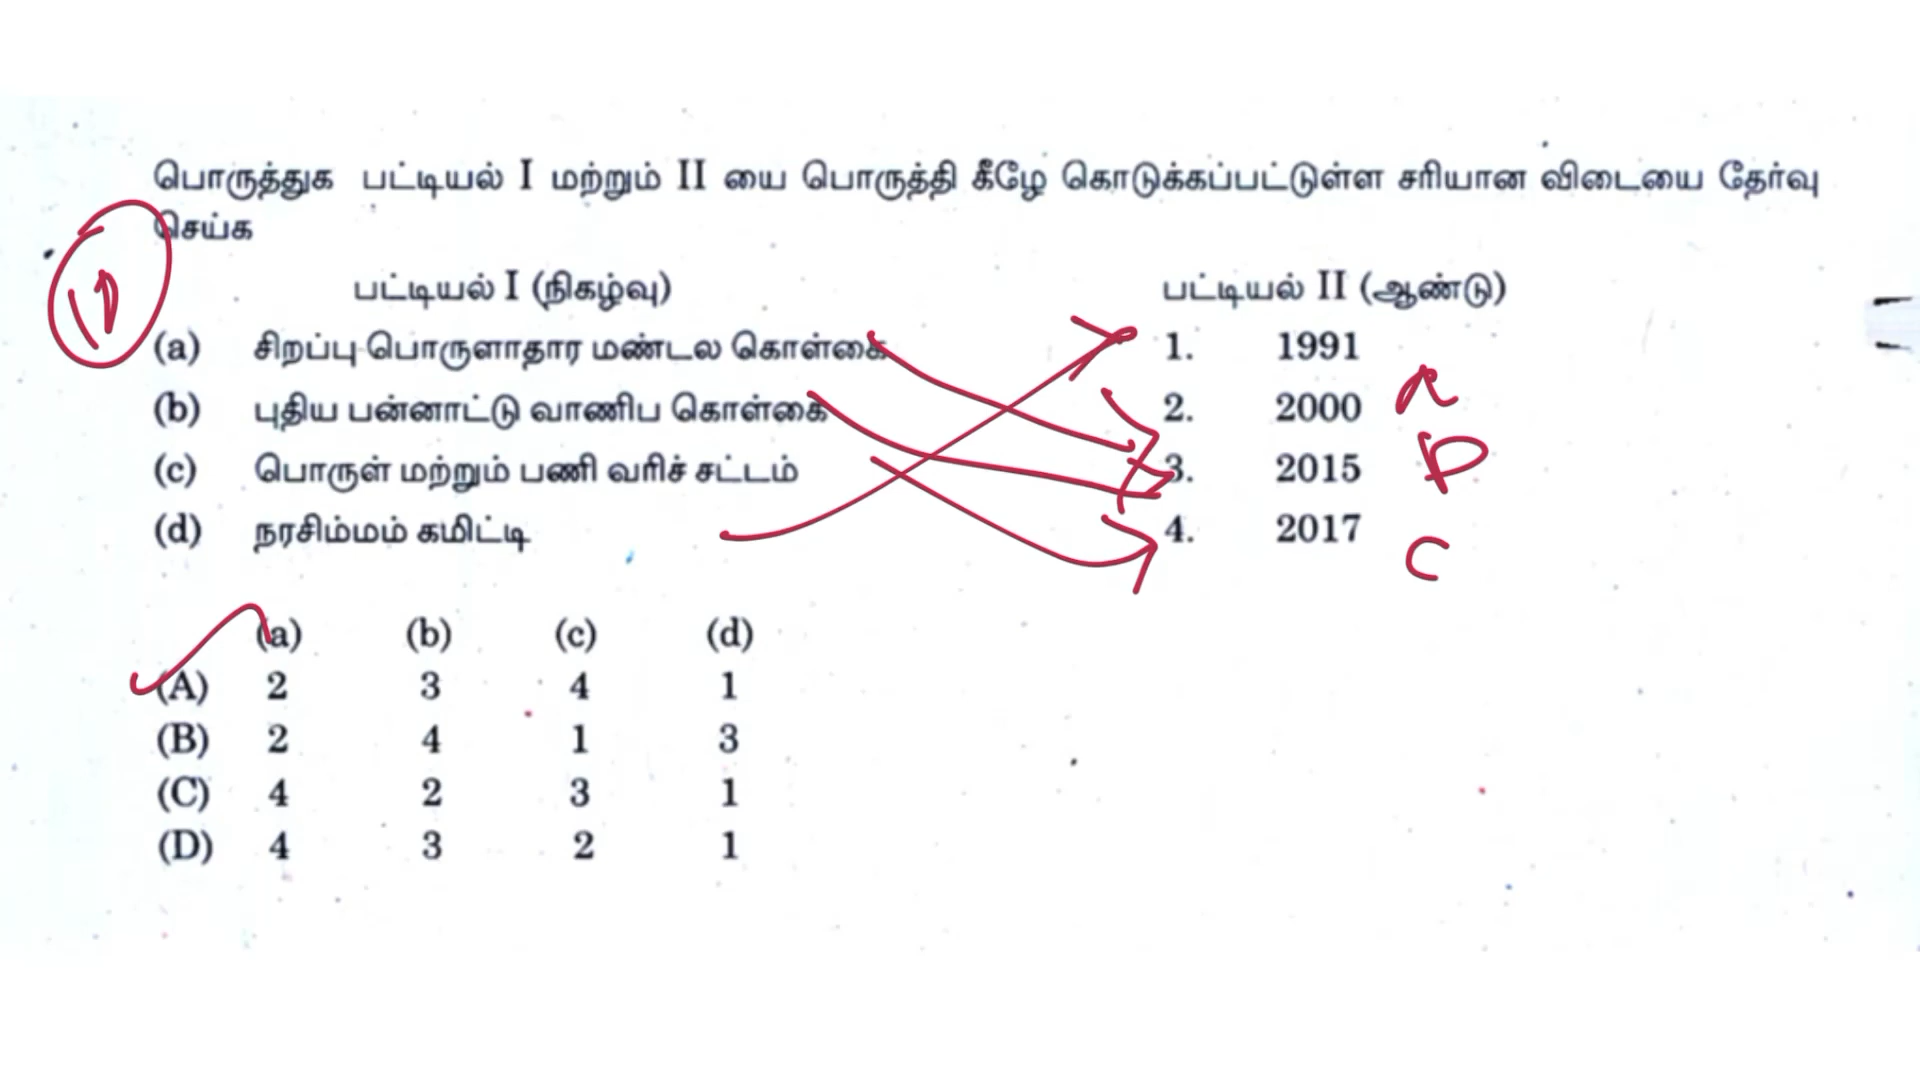 பொருத்துக பட்டியல் I மற்றும் II யை பொருத்தி கீழே கொடுக்கப்பட்டுள்ள சரியான விடையை தேர்வு
செய்க
பட்டியல் I (நிகழ்வு) பட்டியல் II (ஆண்டு)
(a) சிறப்பு பொருளாதார மண்டல கொள்கை 1. 1991
(b) புதிய பன்னாட்டு வாணிப கொள்கை 2. 2000
(c) பொருள் மற்றும் பணி வரிச் சட்டம் 3. 2015
(d) நரசிம்மம் கமிட்டி 4. 2017 C
(a) (b) (c) (d)
(A) 2 3 4 1
(B) 2 4 1 3
(C) 4 2 3 1
(D) 4 3 2 1